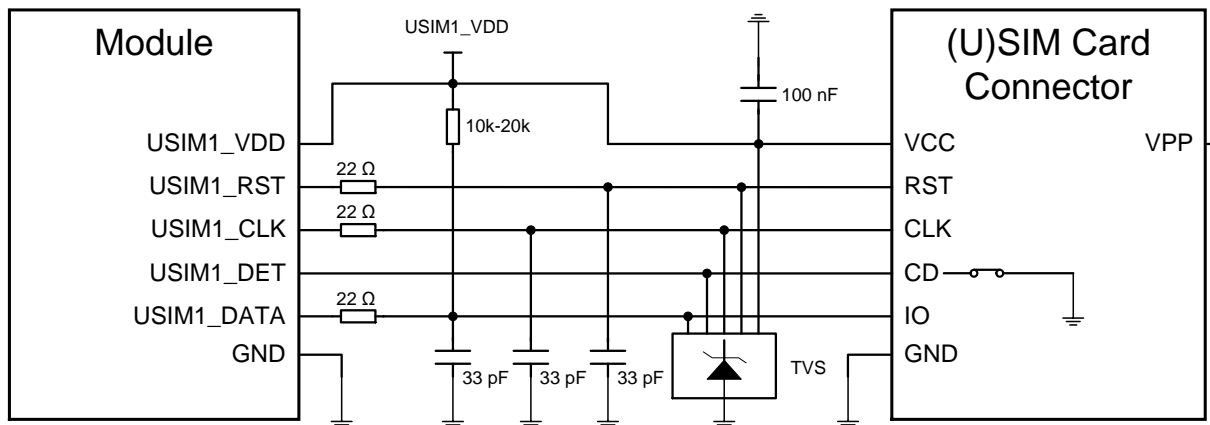 Module
USIM1_VDD
(U)SIM Card
Connector
100 nF
10k-20k
USIM1_VDD
VCC
VPP
22 Ω
USIM1_RST
RST
22 Ω
USIM1_CLK
CLK
USIM1_DET
CD
22 Ω
USIM1_DATA
IO
GND
GND
33 pF
33 pF
33 pF
TVS